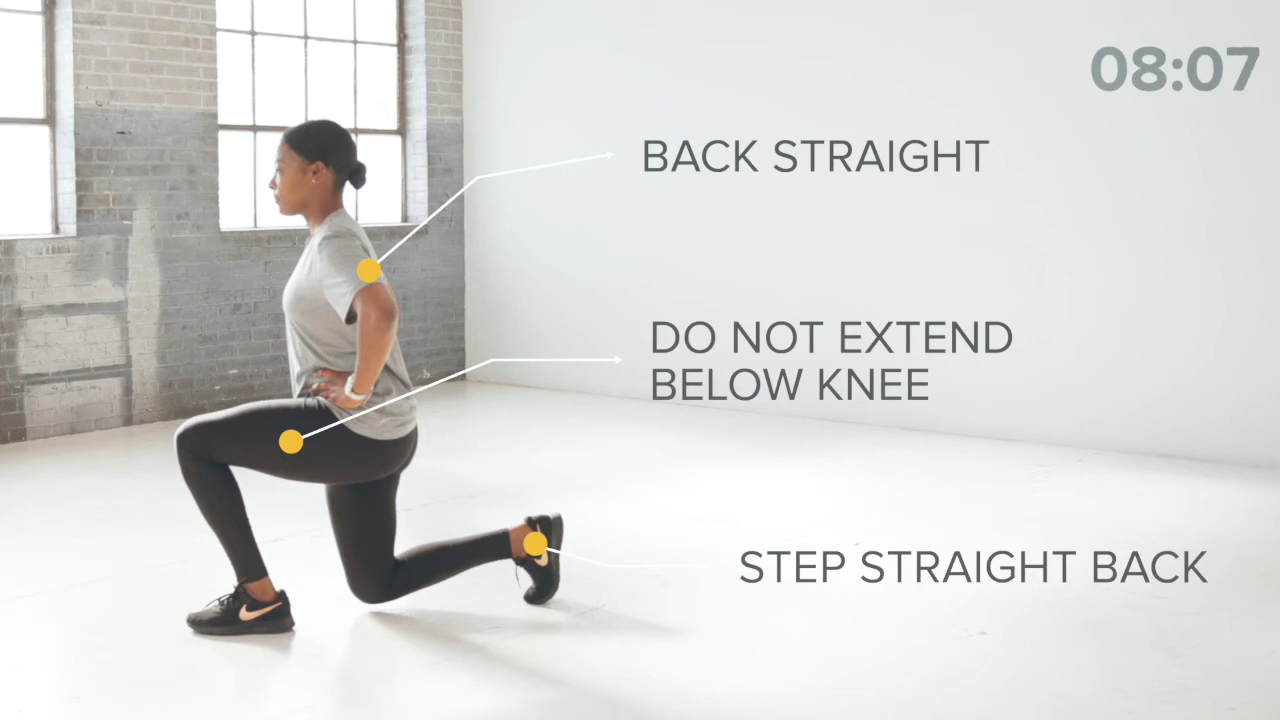 08:07
BACK STRAIGHT
DO NOT EXTEND
BELOW KNEE
STEP STRAIGHT BACK